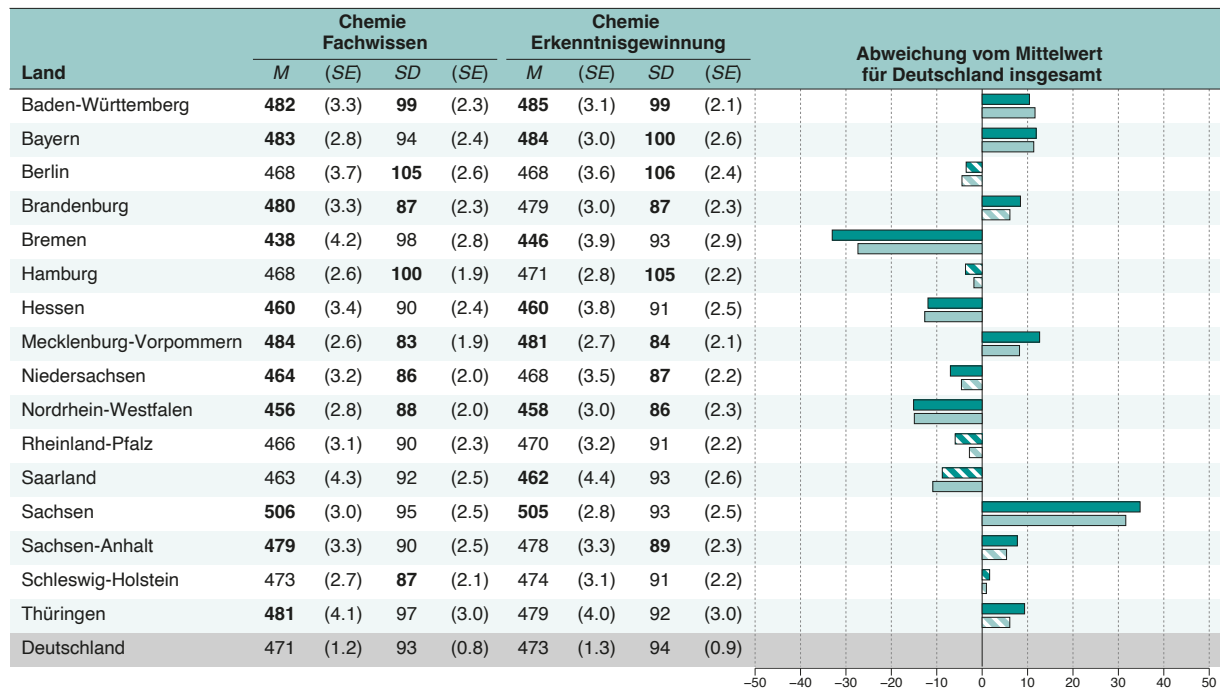 Chemie Fachwissen Chemie Erkenntnisgewinnung Abweichung vom Mittelwert für Deutschland insgesamt
Land M (SE) SD (SE) M (SE) SD (SE)
Baden-Württemberg 482 (3.3) 99 (2.3) 485 (3.1) 99 (2.1)
Bayern 483 (2.8) 94 (2.4) 484 (3.0) 100 (2.6)
Berlin 468 (3.7) 105 (2.6) 468 (3.6) 106 (2.4)
Brandenburg 480 (3.3) 87 (2.3) 479 (3.0) 87 (2.3)
Bremen 438 (4.2) 98 (2.8) 446 (3.9) 93 (2.9)
Hamburg 468 (2.6) 100 (1.9) 471 (2.8) 105 (2.2)
Hessen 460 (3.4) 90 (2.4) 460 (3.8) 91 (2.5)
Mecklenburg-Vorpommern 484 (2.6) 83 (1.9) 481 (2.7) 84 (2.1)
Niedersachsen 464 (3.2) 86 (2.0) 468 (3.5) 87 (2.2)
Nordrhein-Westfalen 456 (2.8) 88 (2.0) 458 (3.0) 86 (2.3)
Rheinland-Pfalz 466 (3.1) 90 (2.3) 470 (3.2) 91 (2.2)
Saarland 463 (4.3) 92 (2.5) 462 (4.4) 93 (2.6)
Sachsen 506 (3.0) 95 (2.5) 505 (2.8) 93 (2.5)
Sachsen-Anhalt 479 (3.3) 90 (2.5) 478 (3.3) 89 (2.3)
Schleswig-Holstein 473 (2.7) 87 (2.1) 474 (3.1) 91 (2.2)
Thüringen 481 (4.1) 97 (3.0) 479 (4.0) 92 (3.0)
Deutschland 471 (1.2) 93 (0.8) 473 (1.3) 94 (0.9)
−50 −40 −30 −20 −10 0 10 20 30 40 50